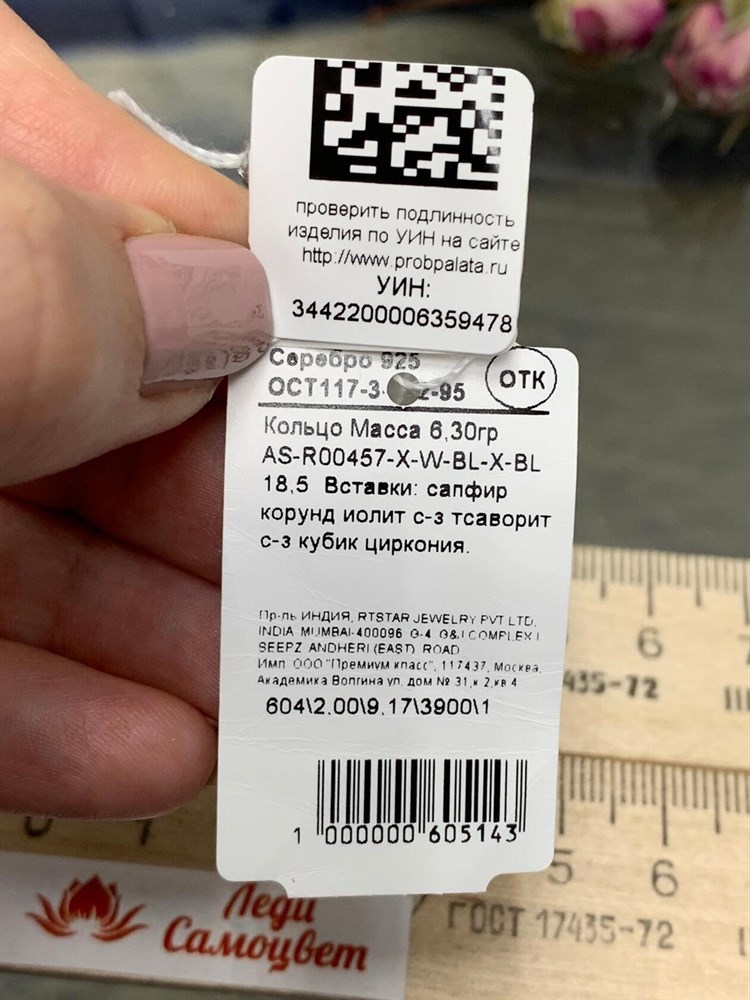 проверить подлинность
изделия по УИН на сайте
http://www.probpalata.ru
УИН:
3442200006359478
Серебро 925
ОСТ117-3- 2-95
ОТК
Кольцо Масса 6,30гр
AS-R00457-X-W-BL-X-BL
18,5 Вставки: сапфир
корунд иолит с-з тсаворит
с-з кубик циркония.
Пр-ль ИНДИЯ, RTSTAR JEWELRY PVT LTD,
INDIA MUMBAI-400096 G-4 G&J COMPLEX I
SEEPZ ANDHERI (EAST) ROAD
Имп. ООО "Премиум класс", 117437, Москва,
Академика Волгина ул, дом № 31,к 2,кв 4
604\2.00\9.17\3900\1
1 000000 605143
6 7
435-72
5 6
ГОСТ 17435-72
Леди
Самоцвет